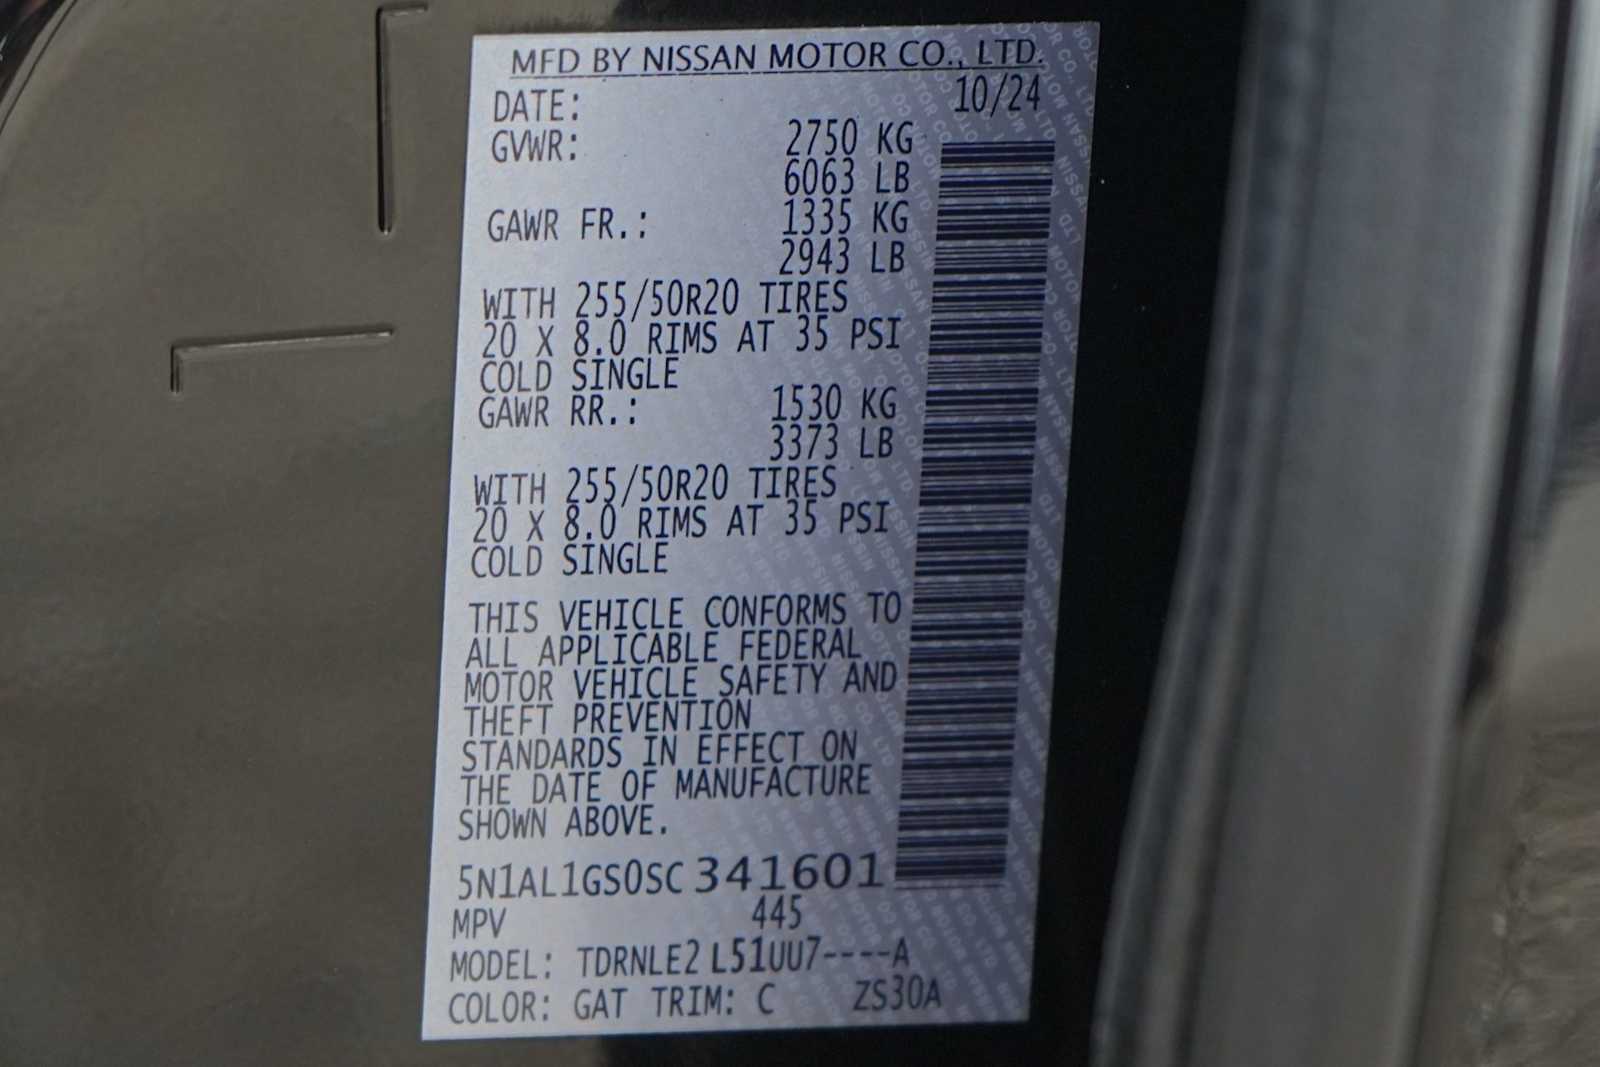 MFD BY NISSAN MOTOR CO., LTD.
DATE: 10/24
GVWR: 2750 KG
6063 LB
GAWR FR.: 1335 KG
2943 LB
WITH 255/50R20 TIRES
20 X 8.0 RIMS AT 35 PSI
COLD SINGLE
GAWR RR.: 1530 KG
3373 LB
WITH 255/50R20 TIRES
20 X 8.0 RIMS AT 35 PSI
COLD SINGLE
THIS VEHICLE CONFORMS TO
ALL APPLICABLE FEDERAL
MOTOR VEHICLE SAFETY AND
THEFT PREVENTION
STANDARDS IN EFFECT ON
THE DATE OF MANUFACTURE
SHOWN ABOVE.
5N1AL1GS0SC341601
MPV 445
MODEL: TDRNLE2 L51UU7----A
COLOR: GAT TRIM: C ZS30A